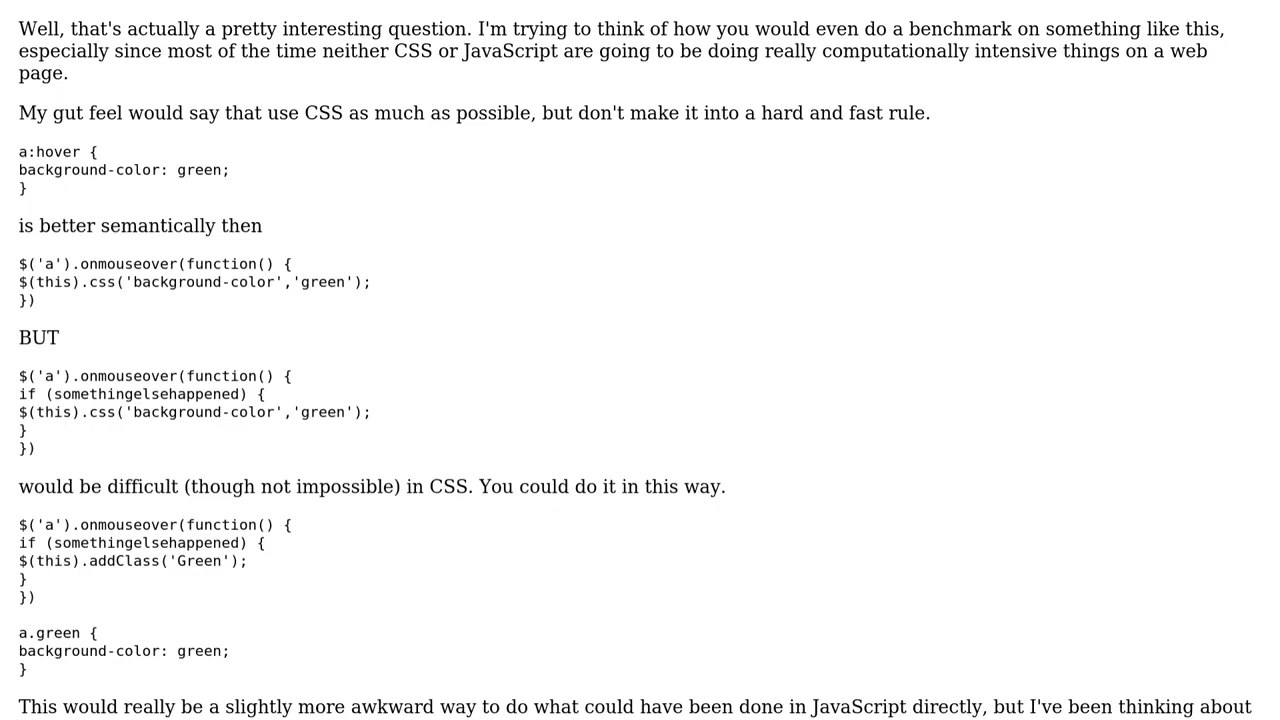 Well, that's actually a pretty interesting question. I'm trying to think of how you would even do a benchmark on something like this,
especially since most of the time neither CSS or JavaScript are going to be doing really computationally intensive things on a web
page.
My gut feel would say that use CSS as much as possible, but don't make it into a hard and fast rule.
a:hover {
background-color: green;
}
is better semantically then
$('a').onmouseover(function() {
$(this).css('background-color','green');
})
BUT
$('a').onmouseover(function() {
if (somethingelsehappened) {
$(this).css('background-color','green');
}
})
would be difficult (though not impossible) in CSS. You could do it in this way.
$('a').onmouseover(function() {
if (somethingelsehappened) {
$(this).addClass('Green');
}
})
a.green {
background-color: green;
}
This would really be a slightly more awkward way to do what could have been done in JavaScript directly, but I've been thinking about